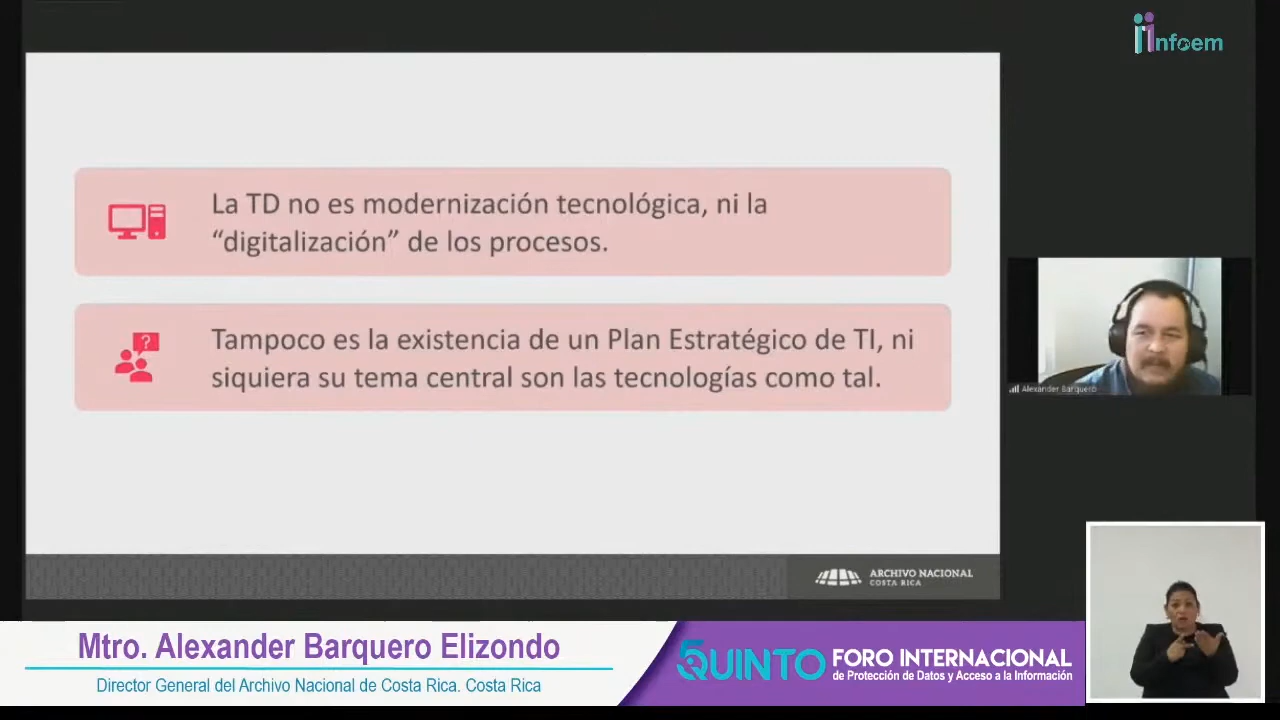 infoem
La TD no es modernización tecnológica, ni la
“digitalización” de los procesos.
?
Tampoco es la existencia de un Plan Estratégico de TI, ni
siquiera su tema central son las tecnologías como tal.
Alexander Barquero
ARCHIVO NACIONAL
COSTA RICA
Mtro. Alexander Barquero Elizondo
Director General del Archivo Nacional de Costa Rica. Costa Rica
5 QUINTO
FORO INTERNACIONAL
de Protección de Datos y Acceso a la Información